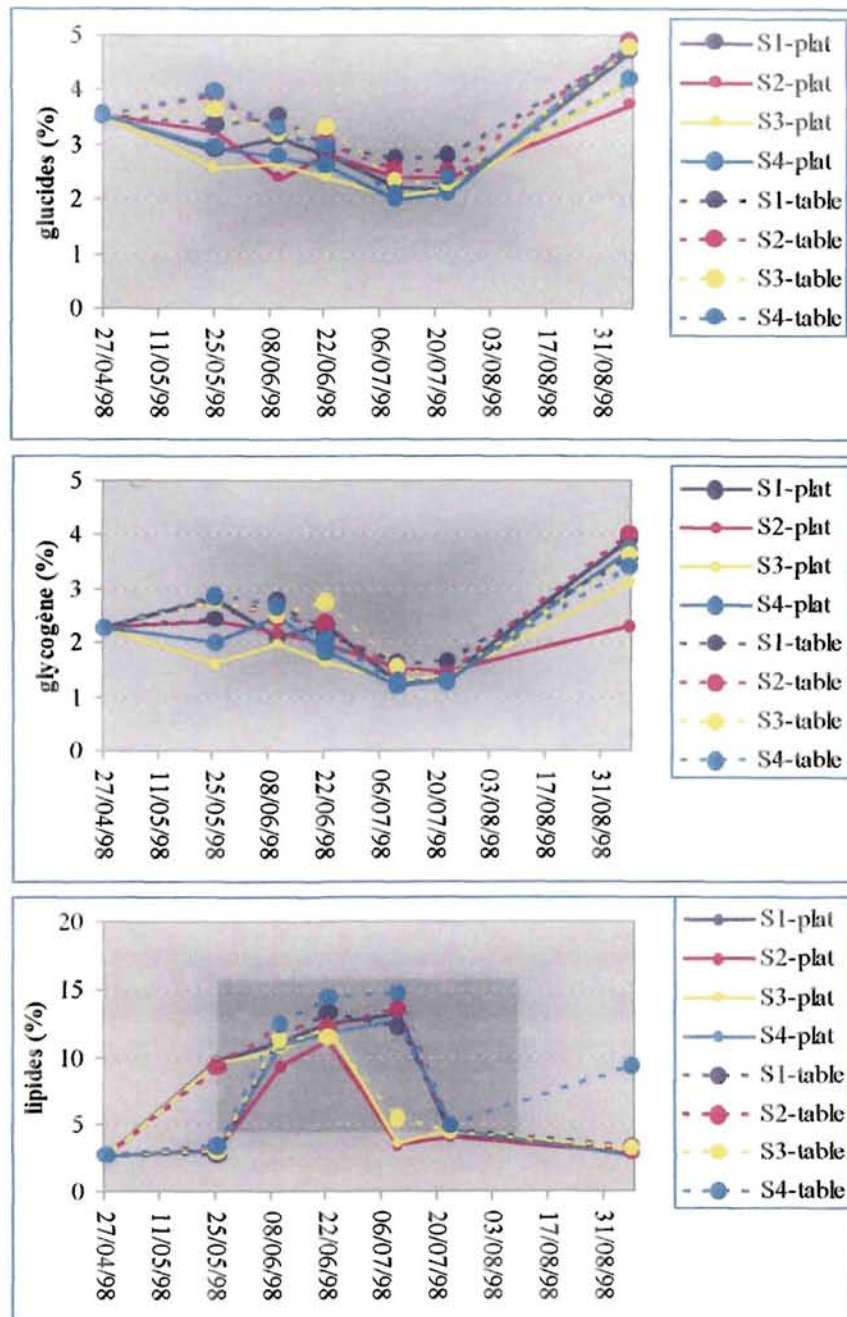 glucides (%)
5
4
3
2
1
0
27/04/98
11/05/98
25/05/98
08/06/98
22/06/98
06/07/98
20/07/98
03/08/98
17/08/98
31/08/98
S1-plat
S2-plat
S3-plat
S4-plat
S1-table
S2-table
S3-table
S4-table
glycogène (%)
5
4
3
2
1
0
27/04/98
11/05/98
25/05/98
08/06/98
22/06/98
06/07/98
20/07/98
03/08/98
17/08/98
31/08/98
S1-plat
S2-plat
S3-plat
S4-plat
S1-table
S2-table
S3-table
S4-table
lipides (%)
20
15
10
5
0
27/04/98
11/05/98
25/05/98
08/06/98
22/06/98
06/07/98
20/07/98
03/08/98
17/08/98
31/08/98
S1-plat
S2-plat
S3-plat
S4-plat
S1-table
S2-table
S3-table
S4-table